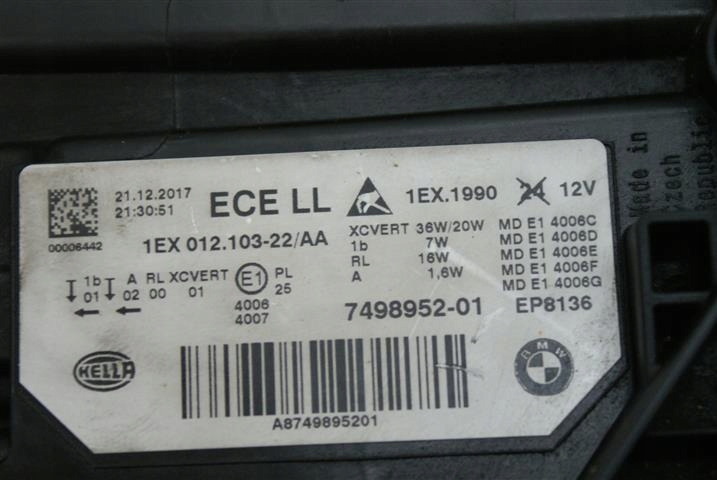 21.12.2017
21:30:51
00006442
ECE LL
1EX.1990 24 12V
1EX 012.103-22/AA
XCVERT 36W/20W MD E1 4006C
1b 7W MD E1 4006D
RL 16W MD E1 4006E
A 1,6W MD E1 4006F
MD E1 4006G
1b A RL XCVERT E1 PL
01 02 00 01 25
4006
4007
7498952-01 EP8136
HELLA
BMW
A8749895201
Made in
Czech
Republic